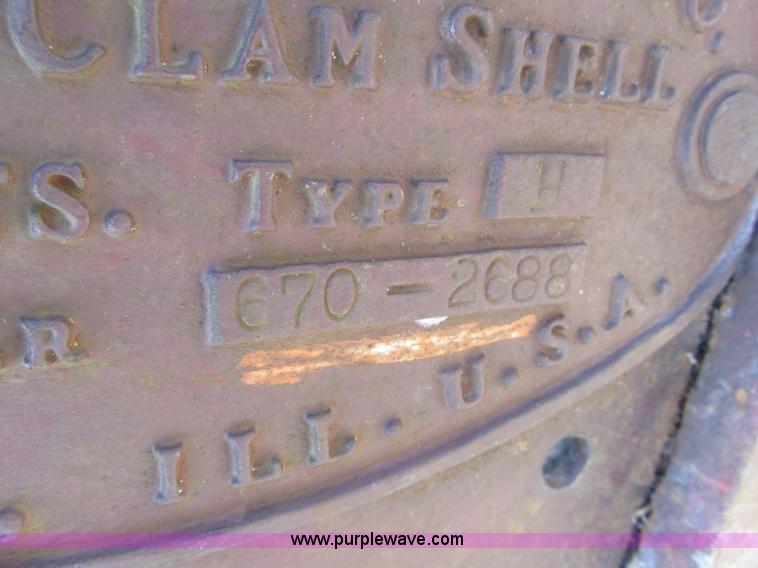 CLAM SHELL
TYPE H
670-2688
ILL. U.S.A.
www.purplewave.com